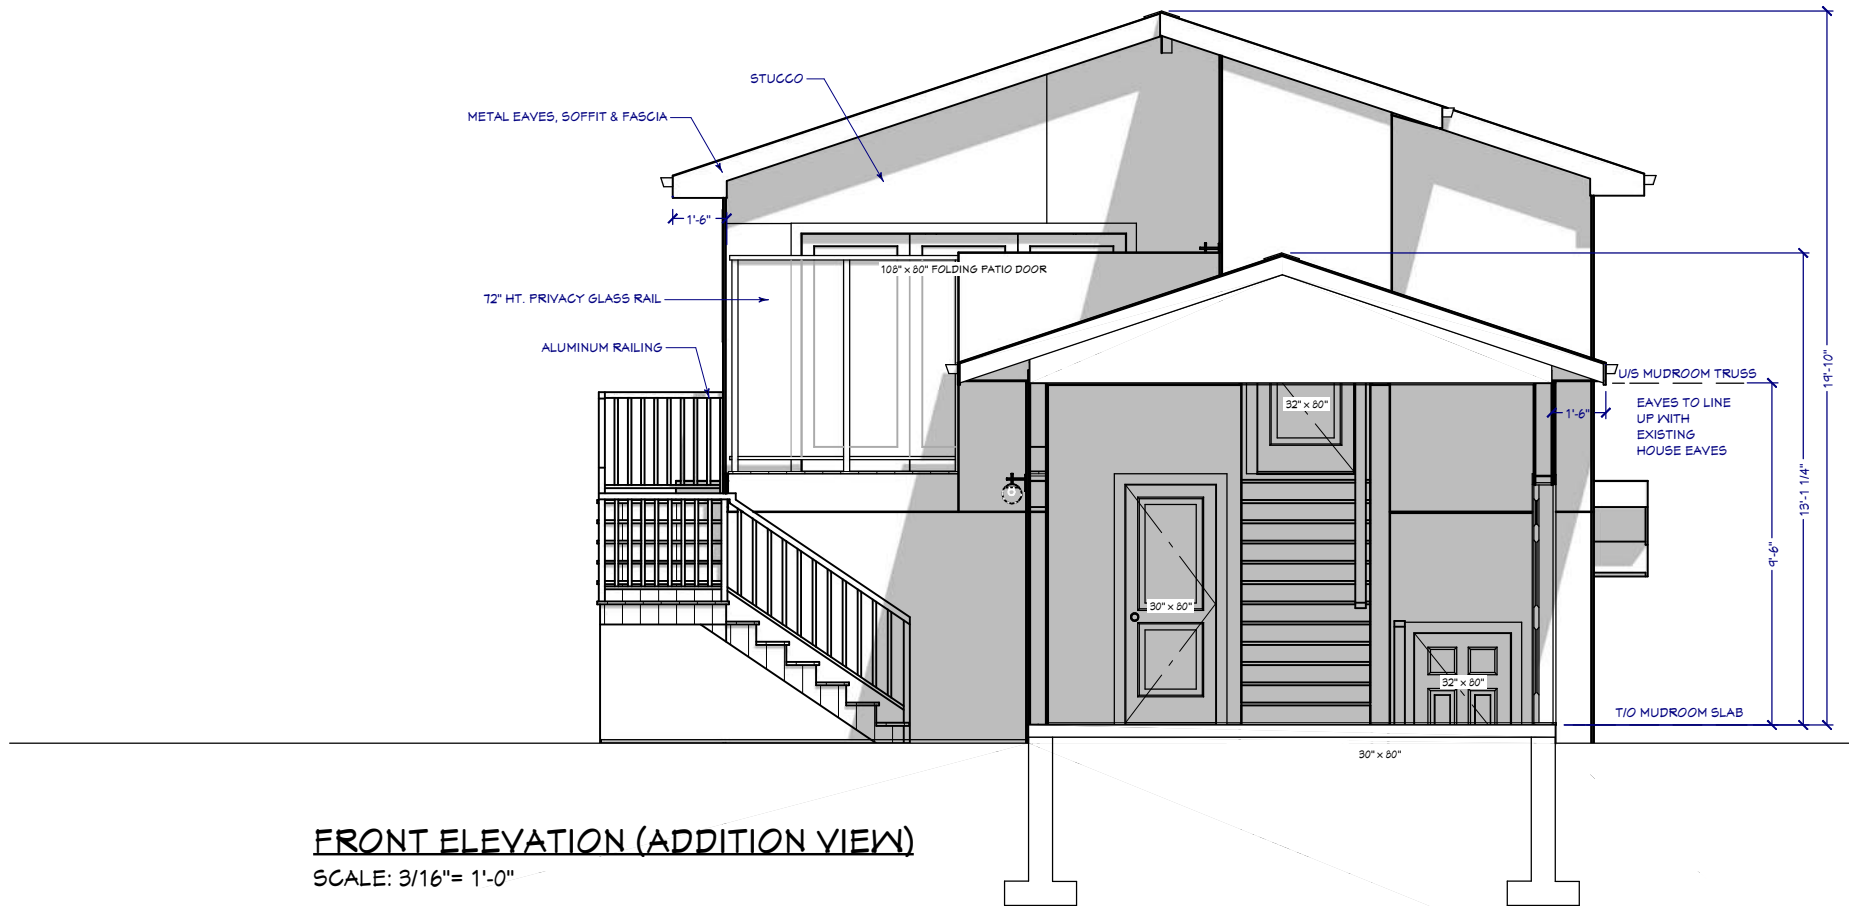 STUCCO
METAL EAVES, SOFFIT & FASCIA
1'-6"
108" x 80" FOLDING PATIO DOOR
72" HT. PRIVACY GLASS RAIL
ALUMINUM RAILING
19'-10"
U/S MUDROOM TRUSS
32" x 80"
1'-6"
EAVES TO LINE
UP WITH
EXISTING
HOUSE EAVES
13'-1 1/4"
9'-6"
30" x 80"
32" x 80"
T/O MUDROOM SLAB
30" x 80"
FRONT ELEVATION (ADDITION VIEW)
SCALE: 3/16"= 1'-0"